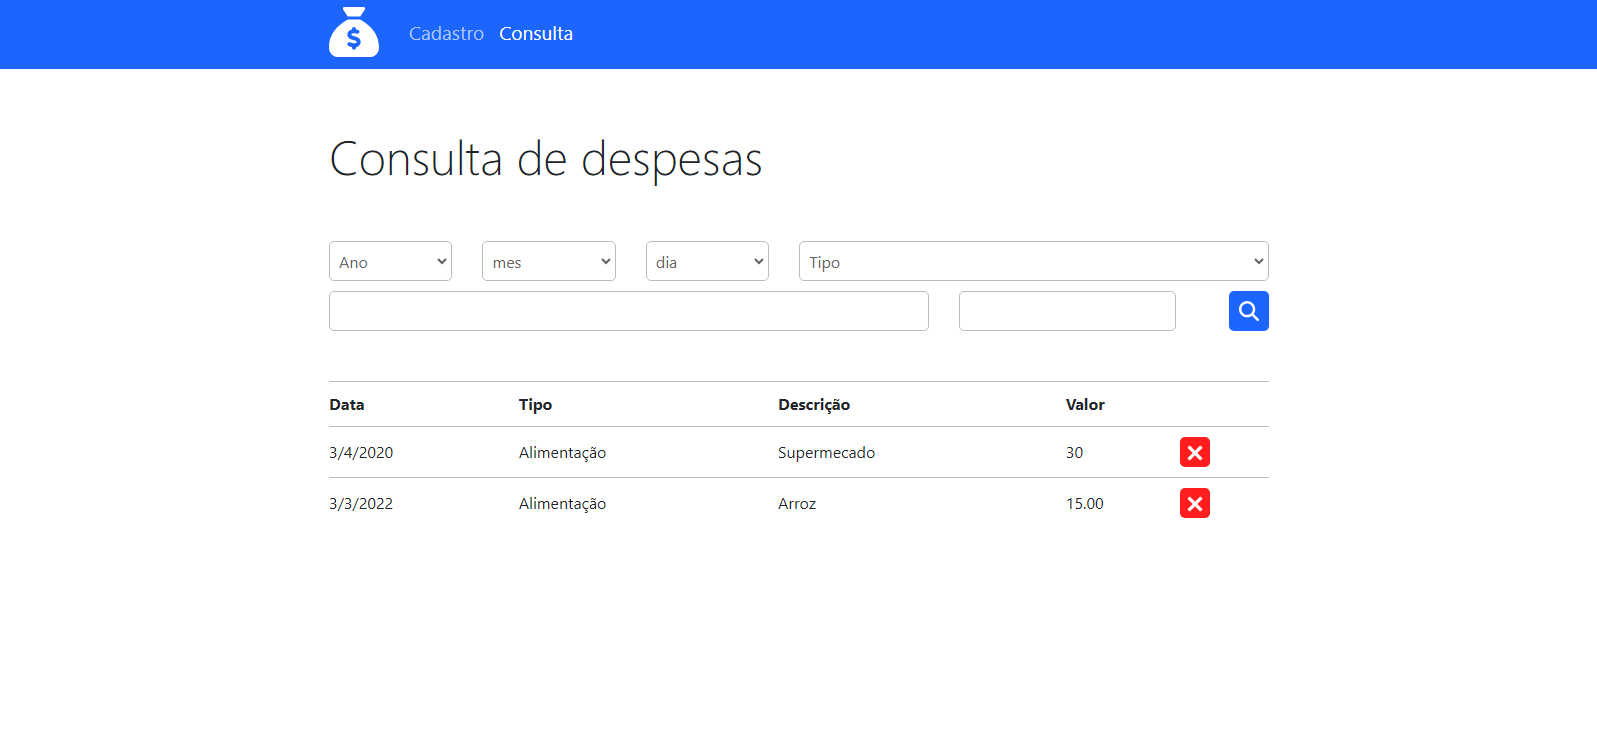 $
Cadastro Consulta
Consulta de despesas
Ano mes dia Tipo
Data Tipo Descrição Valor
3/4/2020 Alimentação Supermecado 30
3/3/2022 Alimentação Arroz 15.00